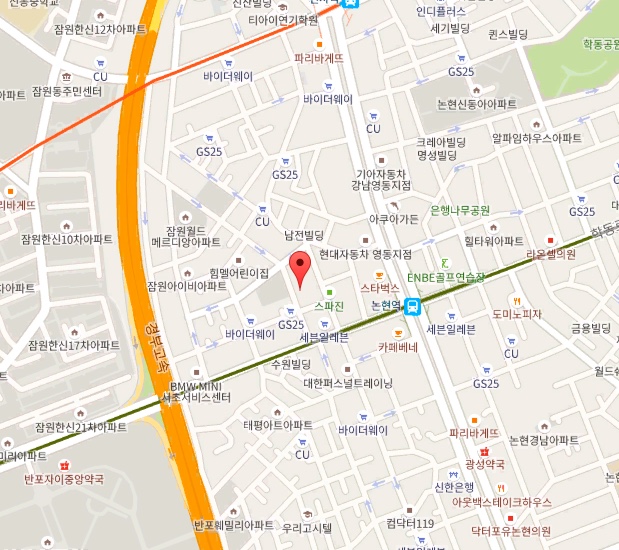 신동중학교
신산빌딩
인디플러스
잠원한신12차아파트
티아이연기학원
세기빌딩
퀸스빌딩
파리바게뜨
학동공원
CU
바이더웨이
GS25
잠원동주민센터
바이더웨이
논현신동아아파트
CU
GS25
크레아빌딩
명성빌딩
알파임하우스아파트
GS25
기아자동차
강남영동지점
은행나무공원
GS25
아쿠아가든
CU
잠원월드
메르디앙아파트
남전빌딩
힐타워아파트
학동로
잠원한신10차아파트
현대자동차 영동지점
리온셀의원
힘멜어린이집
잠원아이비아파트
스타벅스
ENBE골프연습장
스파진
논현역
도미노피자
GS25
세븐일레븐
금용빌딩
바이더웨이
세븐일레븐
경부고속
잠원한신17차아파트
카페베네
CU
수원빌딩
GS25
BMW·MINI
서초서비스센터
대한퍼스널트레이닝
잠원한신21차아파트
태평아트아파트
바이더웨이
파리바게뜨
논현경남아파트
CU
광성약국
반포자이중앙약국
신한은행
아웃백스테이크하우스
반포웨밀리아파트
우리고시텔
컴닥터119
닥터포유논현의원
세븐일레븐